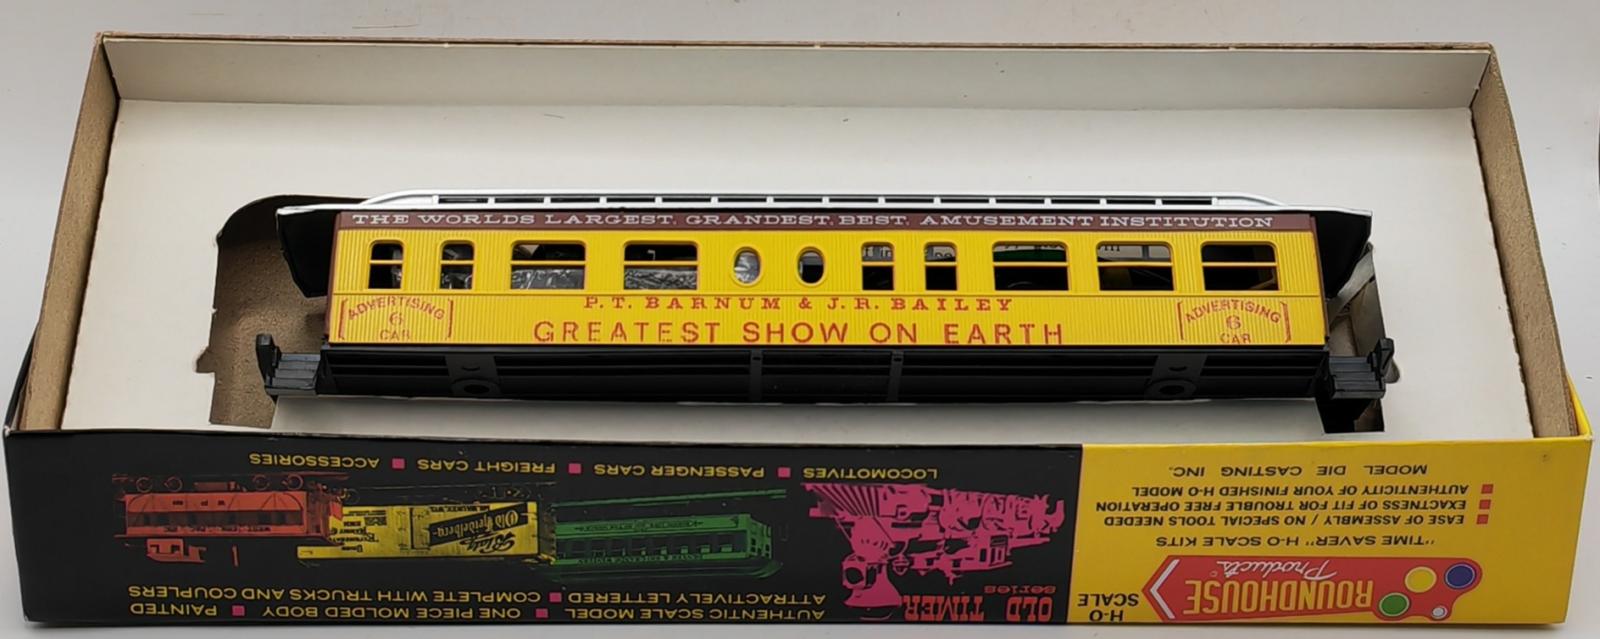 THE WORLDS LARGEST, GRANDEST, BEST, AMUSEMENT INSTITUTION
ADVERTISING
6
CAR
P.T. BARNUM & J.R. BAILEY
GREATEST SHOW ON EARTH
ADVERTISING
6
CAR
ROUNDHOUSE
Products
H-O
SCALE
"TIME SAVER" H-O SCALE KITS
EASE OF ASSEMBLY / NO SPECIAL TOOLS NEEDED
EXACTNESS OF FIT FOR TROUBLE FREE OPERATION
AUTHENTICITY OF YOUR FINISHED H-O MODEL
MODEL DIE CASTING INC.
OLD TIMER
series
AUTHENTIC SCALE MODEL ■ ONE PIECE MOLDED BODY ■ PAINTED
ATTRACTIVELY LETTERED ■ COMPLETE WITH TRUCKS AND COUPLERS
Blatz
Old Heidelberg
LOCOMOTIVES ■ PASSENGER CARS ■ FREIGHT CARS ■ ACCESSORIES